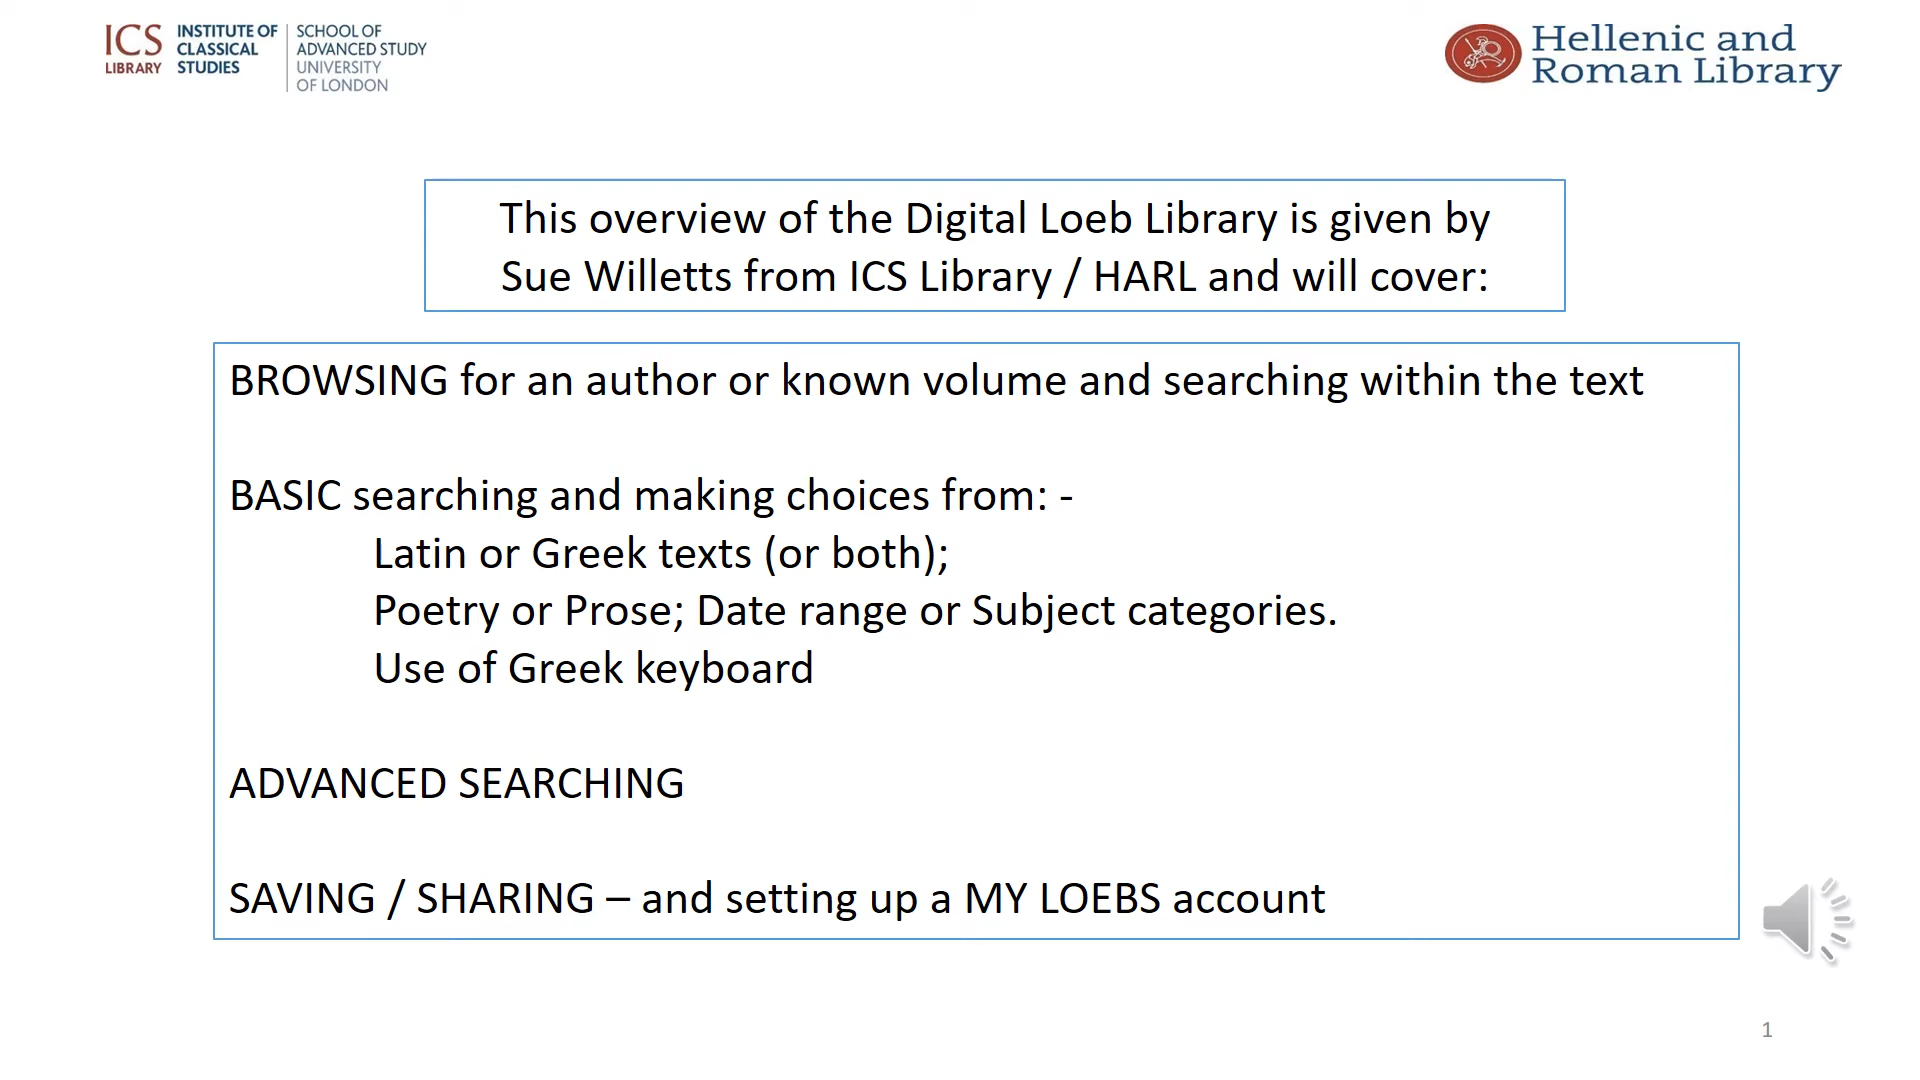 ICS LIBRARY
INSTITUTE OF CLASSICAL STUDIES
SCHOOL OF ADVANCED STUDY
UNIVERSITY OF LONDON
Hellenic and
Roman Library
This overview of the Digital Loeb Library is given by
Sue Willetts from ICS Library / HARL and will cover:
BROWSING for an author or known volume and searching within the text
BASIC searching and making choices from: -
Latin or Greek texts (or both);
Poetry or Prose; Date range or Subject categories.
Use of Greek keyboard
ADVANCED SEARCHING
SAVING / SHARING – and setting up a MY LOEBS account
1